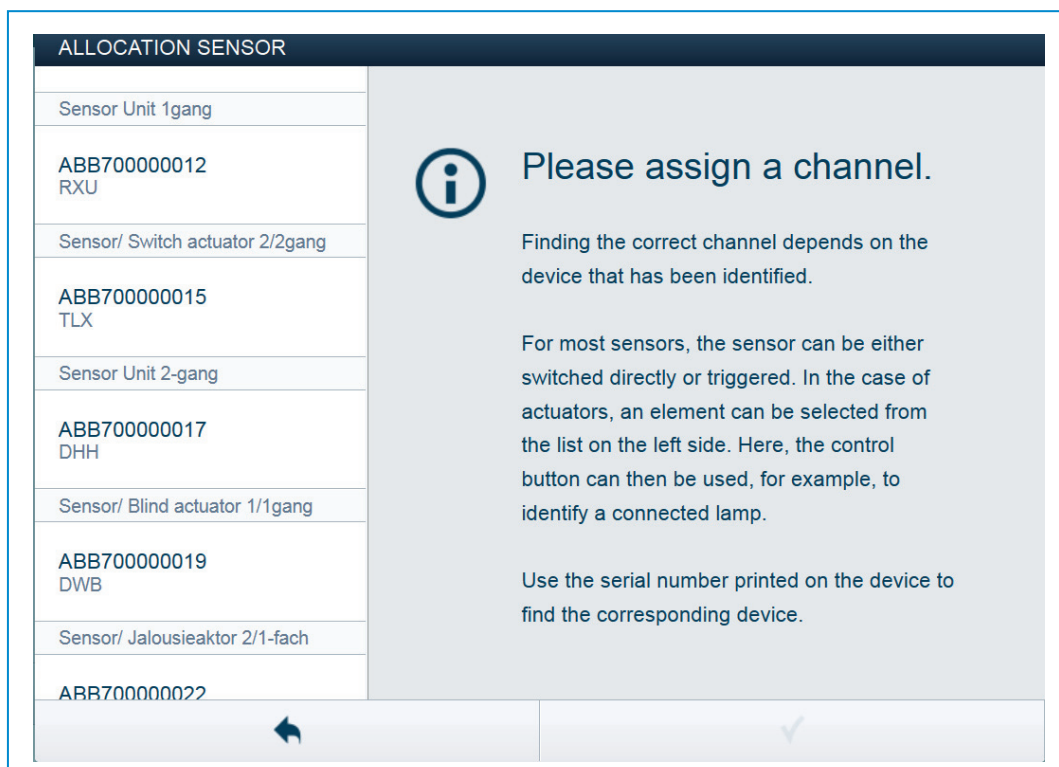 ALLOCATION SENSOR
Sensor Unit 1gang
ABB700000012
RXU
Sensor/ Switch actuator 2/2gang
ABB700000015
TLX
Sensor Unit 2-gang
ABB700000017
DHH
Sensor/ Blind actuator 1/1gang
ABB700000019
DWB
Sensor/ Jalousieaktor 2/1-fach
ABB700000022
Please assign a channel.
Finding the correct channel depends on the
device that has been identified.
For most sensors, the sensor can be either
switched directly or triggered. In the case of
actuators, an element can be selected from
the list on the left side. Here, the control
button can then be used, for example, to
identify a connected lamp.
Use the serial number printed on the device to
find the corresponding device.